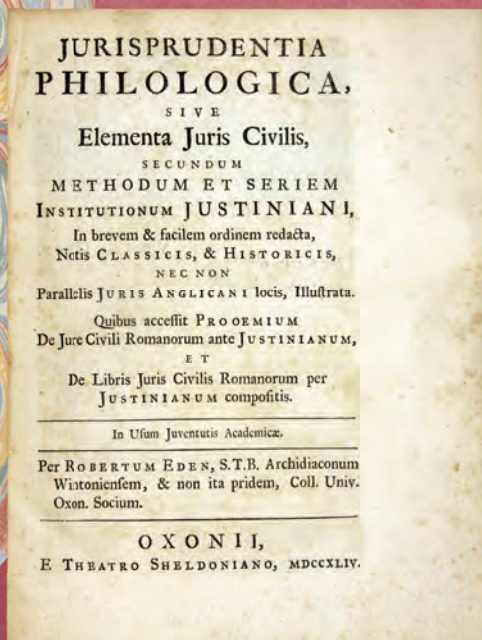 JURISPRUDENTIA
PHILOLOGICA,
SIVE
Elementa Juris Civilis,
SECUNDUM
METHODUM ET SERIEM
INSTITUTIONUM JUSTINIANI,
In brevem & facilem ordinem redacta,
Notis CLASSICIS, & HISTORICIS,
NEC NON
Parallelis JURIS ANGLICANI locis, Illuſtrata.
Quibus acceſſit PROOEMIUM
De Jure Civili Romanorum ante JUSTINIANUM,
ET
De Libris Juris Civilis Romanorum per
JUSTINIANUM compoſitis.
In Uſum Juventutis Academicæ.
Per ROBERTUM EDEN, S.T.B. Archidiaconum
Wintonienſem, & non ita pridem, Coll. Univ.
Oxon. Socium.
OXONII,
E THEATRO SHELDONIANO, MDCCXLIV.